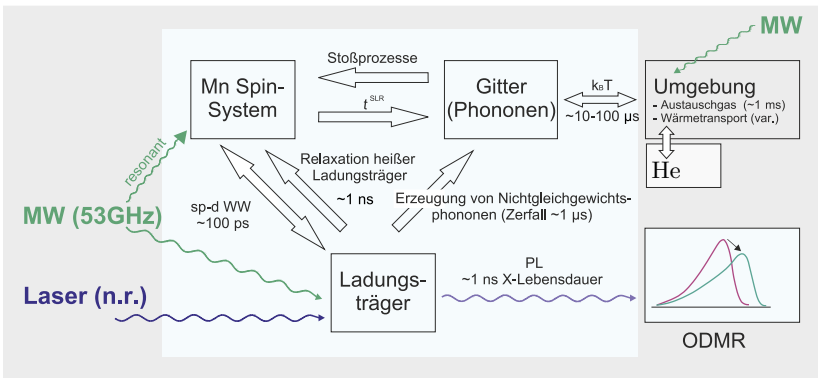 MW
Stoßprozesse
Mn Spin-
System
t SLR
Gitter
(Phononen)
kBT
~10-100 µs
Umgebung
- Austauschgas (~1 ms)
- Wärmetransport (var.)
He
resonant
Relaxation heißer
Ladungsträger
~1 ns
sp-d WW
~100 ps
Erzeugung von Nichtgleichgewichts-
phononen (Zerfall ~1 µs)
MW (53GHz)
Laser (n.r.)
Ladungs-
träger
PL
~1 ns X-Lebensdauer
ODMR